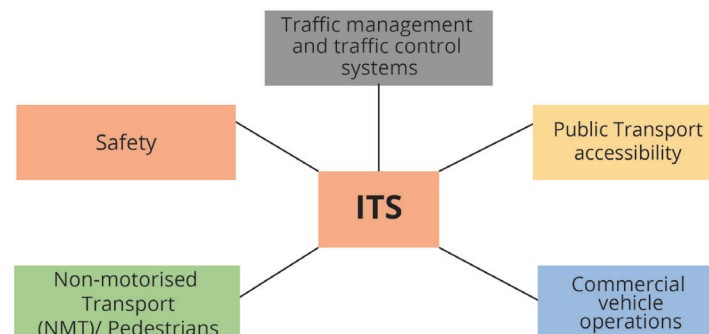 Traffic management
and traffic control
systems
Safety
Public Transport
accessibility
ITS
Non-motorised
Transport
(NMT)/ Pedestrians
Commercial
vehicle
operations